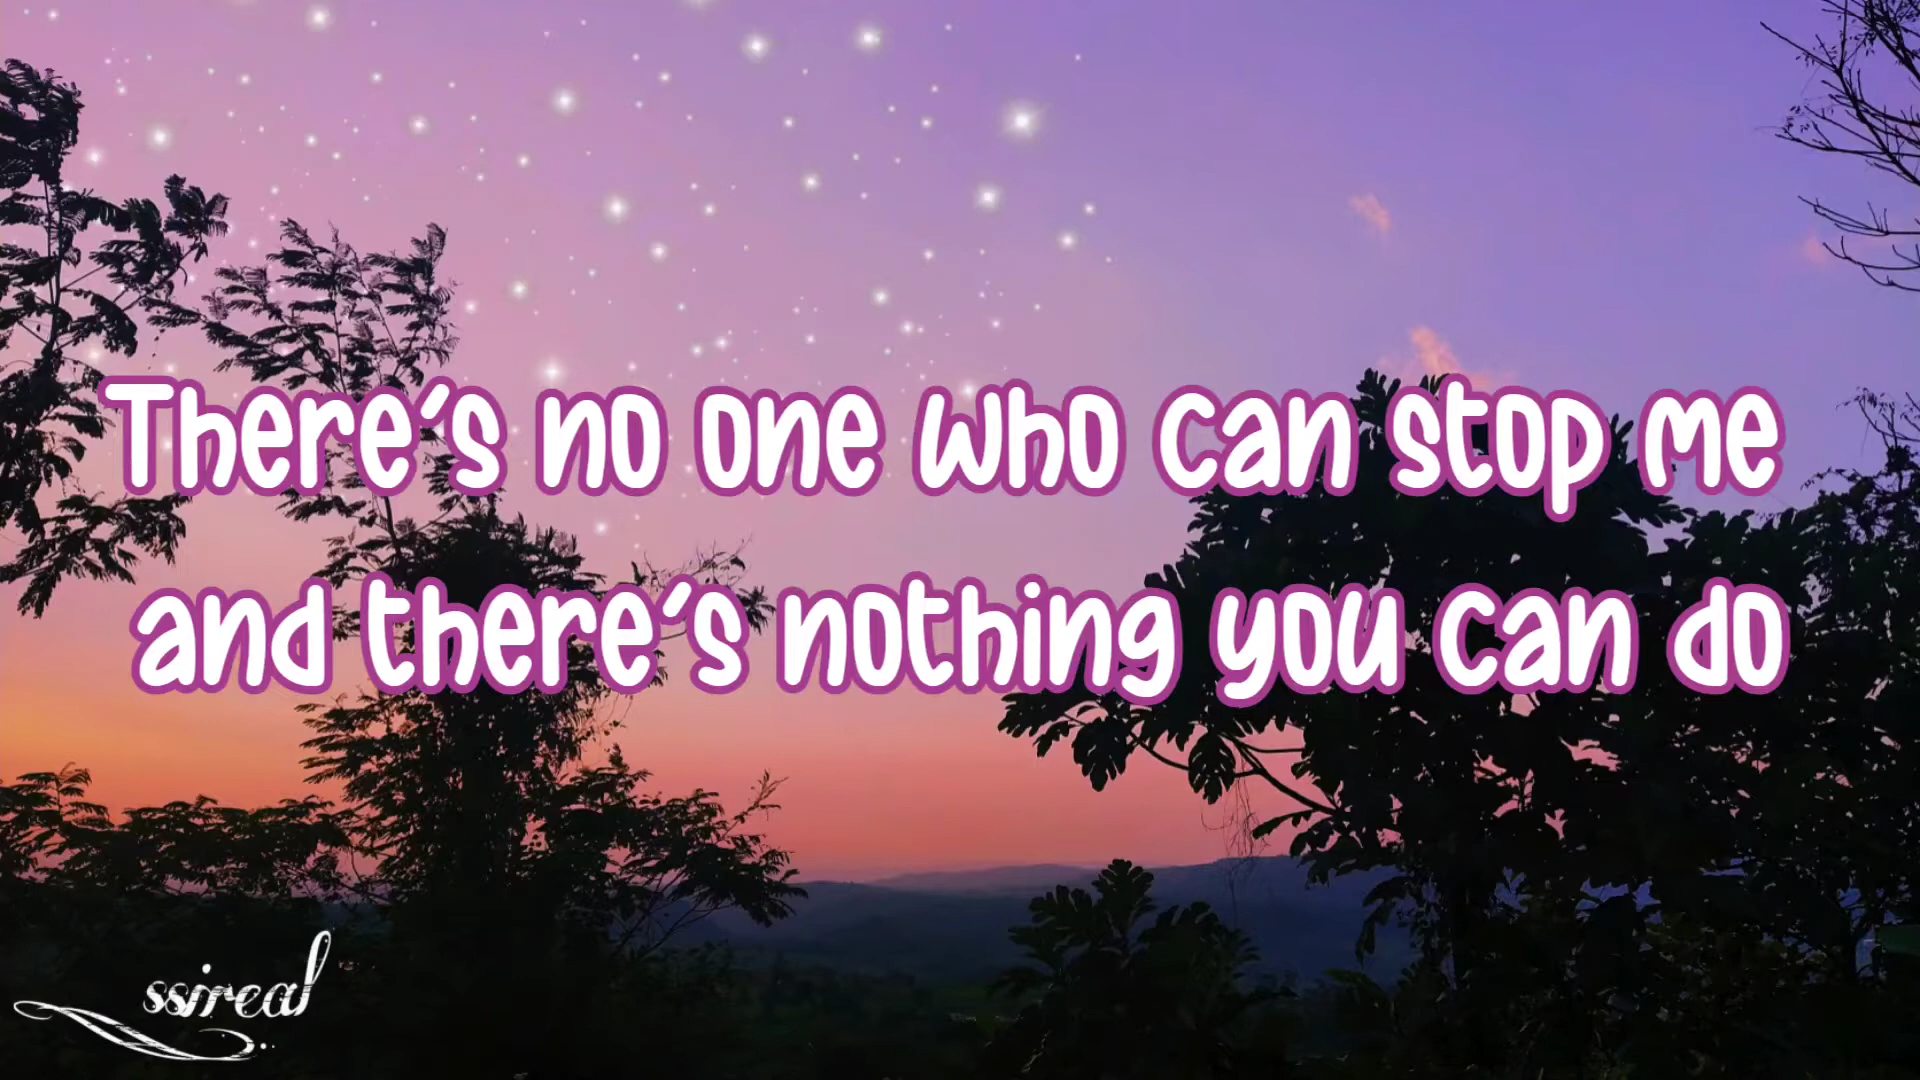 There's no one who can stop me
and there's nothing you can do
ssireal